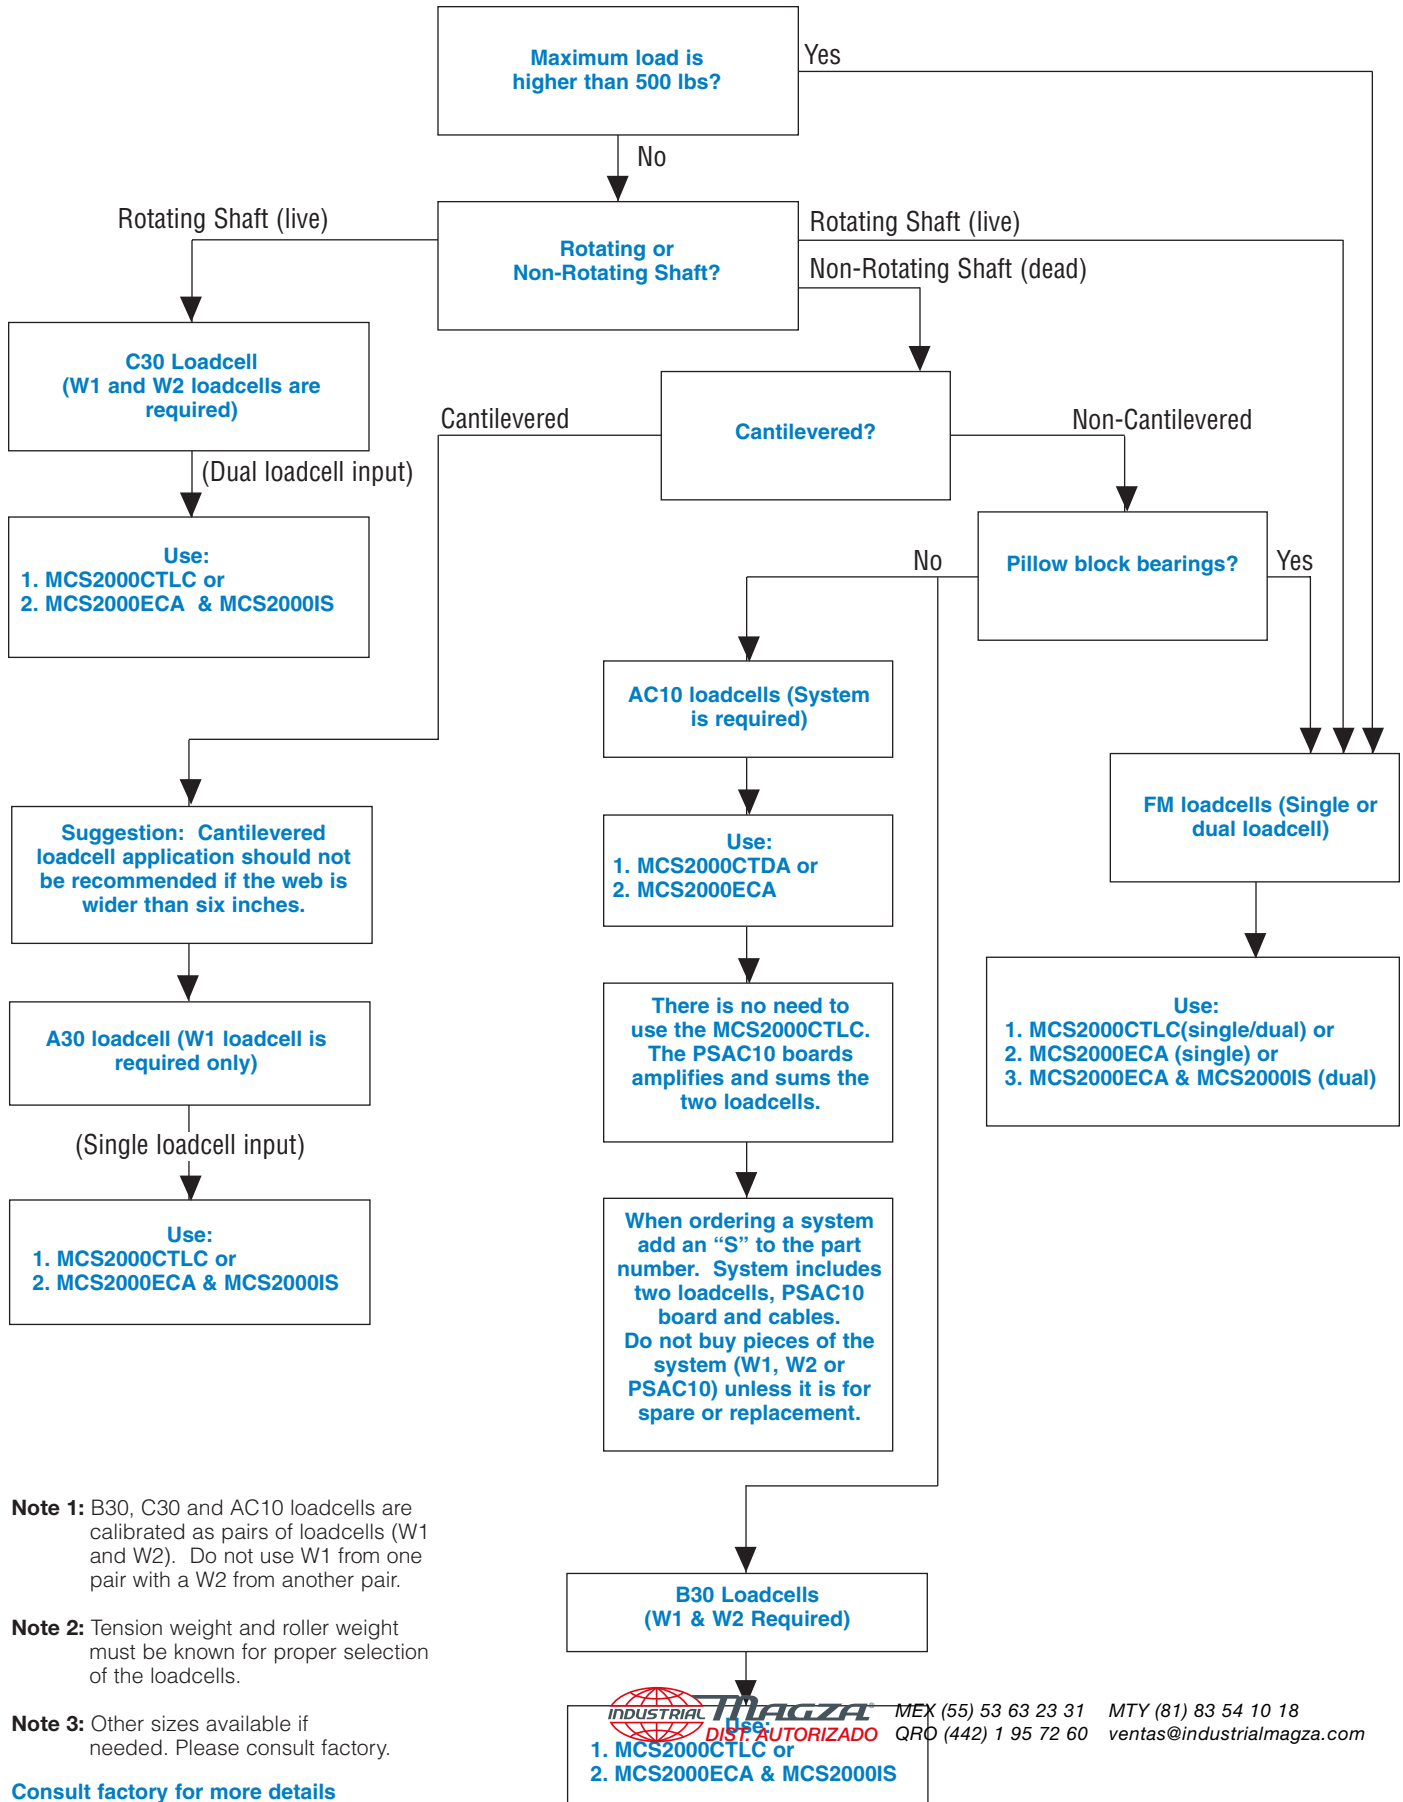 Maximum load is
higher than 500 lbs?
Yes
No
Rotating Shaft (live)
Rotating or
Non-Rotating Shaft?
Rotating Shaft (live)
Non-Rotating Shaft (dead)
C30 Loadcell
(W1 and W2 loadcells are
required)
Cantilevered
Cantilevered?
Non-Cantilevered
(Dual loadcell input)
Use:
1. MCS2000CTLC or
2. MCS2000ECA & MCS2000IS
No
Pillow block bearings?
Yes
AC10 loadcells (System
is required)
FM loadcells (Single or
dual loadcell)
Suggestion: Cantilevered
loadcell application should not
be recommended if the web is
wider than six inches.
Use:
1. MCS2000CTDA or
2. MCS2000ECA
There is no need to
use the MCS2000CTLC.
The PSAC10 boards
amplifies and sums the
two loadcells.
Use:
1. MCS2000CTLC(single/dual) or
2. MCS2000ECA (single) or
3. MCS2000ECA & MCS2000IS (dual)
A30 loadcell (W1 loadcell is
required only)
(Single loadcell input)
Use:
1. MCS2000CTLC or
2. MCS2000ECA & MCS2000IS
When ordering a system
add an “S” to the part
number. System includes
two loadcells, PSAC10
board and cables.
Do not buy pieces of the
system (W1, W2 or
PSAC10) unless it is for
spare or replacement.
Note 1: B30, C30 and AC10 loadcells are
calibrated as pairs of loadcells (W1
and W2). Do not use W1 from one
pair with a W2 from another pair.
Note 2: Tension weight and roller weight
must be known for proper selection
of the loadcells.
Note 3: Other sizes available if
needed. Please consult factory.
Consult factory for more details
B30 Loadcells
(W1 & W2 Required)
Use:
1. MCS2000CTLC or
2. MCS2000ECA & MCS2000IS
INDUSTRIAL MAGZA®
DIST. AUTORIZADO
MEX (55) 53 63 23 31 MTY (81) 83 54 10 18
QRO (442) 1 95 72 60 ventas@industrialmagza.com